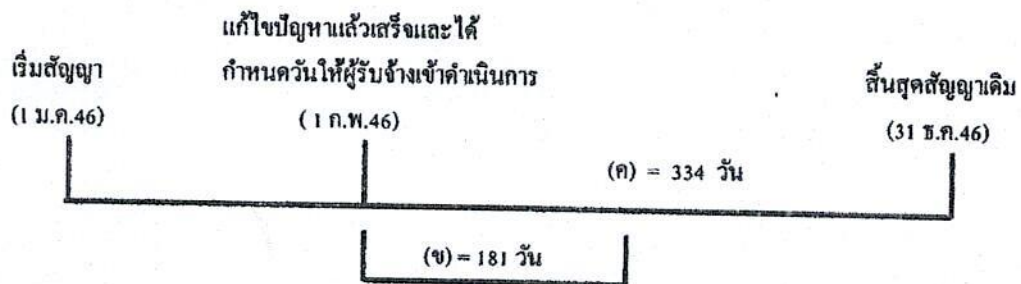 แก้ไขปัญหาแล้วเสร็จและได้
เริ่มสัญญา
กำหนดวันให้ผู้รับจ้างเข้าดำเนินการ
สิ้นสุดสัญญาเดิม
(1 ม.ค.46)
( 1 ก.พ.46)
(31 ธ.ค.46)
(ค) = 334 วัน
(ข) = 181 วัน